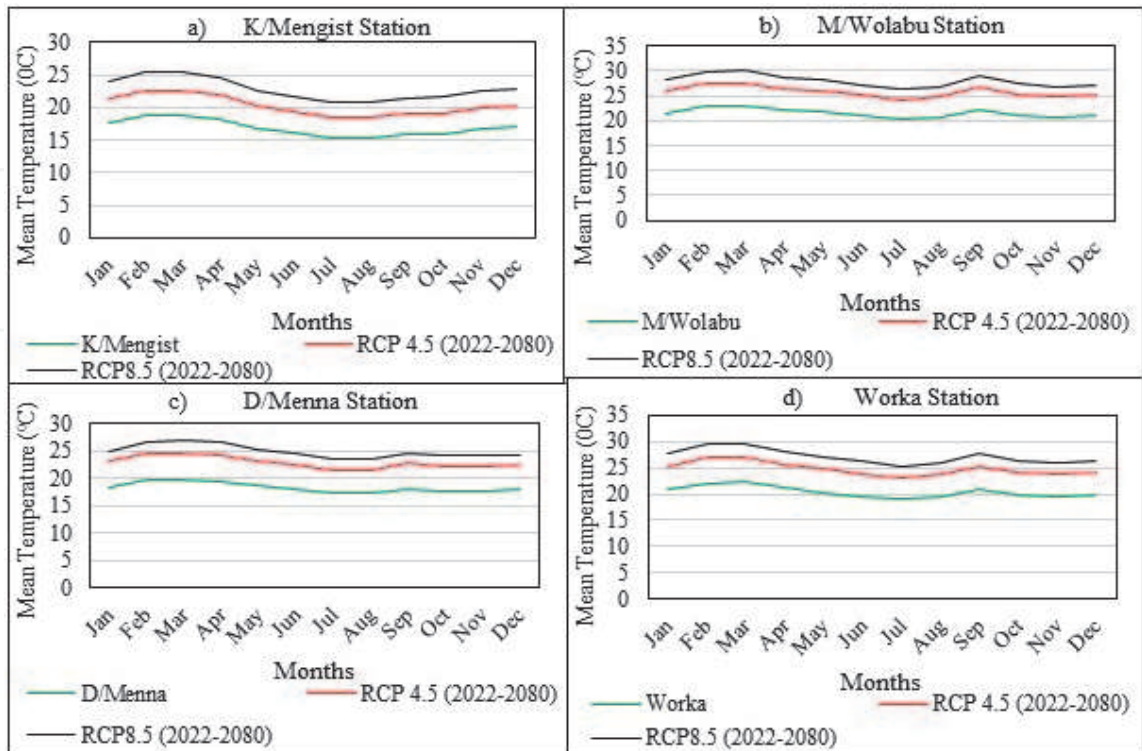 a) K/Mengist Station
Mean Temperature (0C)
30
25
20
15
10
5
0
Jan Feb Mar Apr May Jun Jul Aug Sep Oct Nov Dec
Months
K/Mengist RCP 4.5 (2022-2080)
RCP8.5 (2022-2080)
b) M/Wolabu Station
Mean Temperature (°C)
35
30
25
20
15
10
5
0
Jan Feb Mar Apr May Jun Jul Aug Sep Oct Nov Dec
Months
M/Wolabu RCP 4.5 (2022-2080)
RCP8.5 (2022-2080)
c) D/Menna Station
Mean Temperature (°C)
30
25
20
15
10
5
0
Jan Feb Mar Apr May Jun Jul Aug Sep Oct Nov Dec
Months
D/Menna RCP 4.5 (2022-2080)
RCP8.5 (2022-2080)
d) Worka Station
Mean Temperature (0C)
35
30
25
20
15
10
5
0
Jan Feb Mar Apr May Jun Jul Aug Sep Oct Nov Dec
Months
Worka RCP 4.5 (2022-2080)
RCP8.5 (2022-2080)